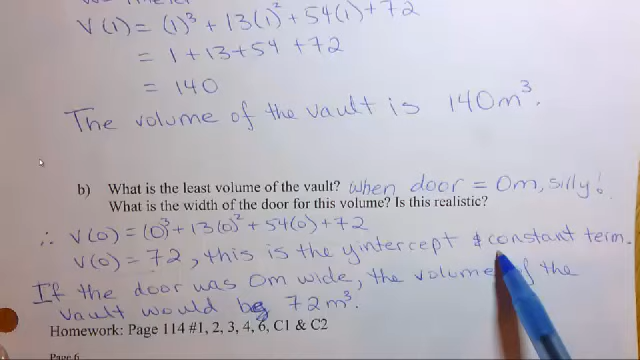 V(1) = (1)³ + 13(1)² + 54(1) + 72
= 1 + 13 + 54 + 72
= 140
The volume of the vault is 140m³.
b) What is the least volume of the vault? When door = 0m, silly!
What is the width of the door for this volume? Is this realistic?
∴ V(0) = (0)³ + 13(0)² + 54(0) + 72
V(0) = 72, this is the y intercept & constant term.
If the door was 0m wide, the volume of the
vault would be 72m³.
Homework: Page 114 #1, 2, 3, 4, 6, C1 & C2
Page 6